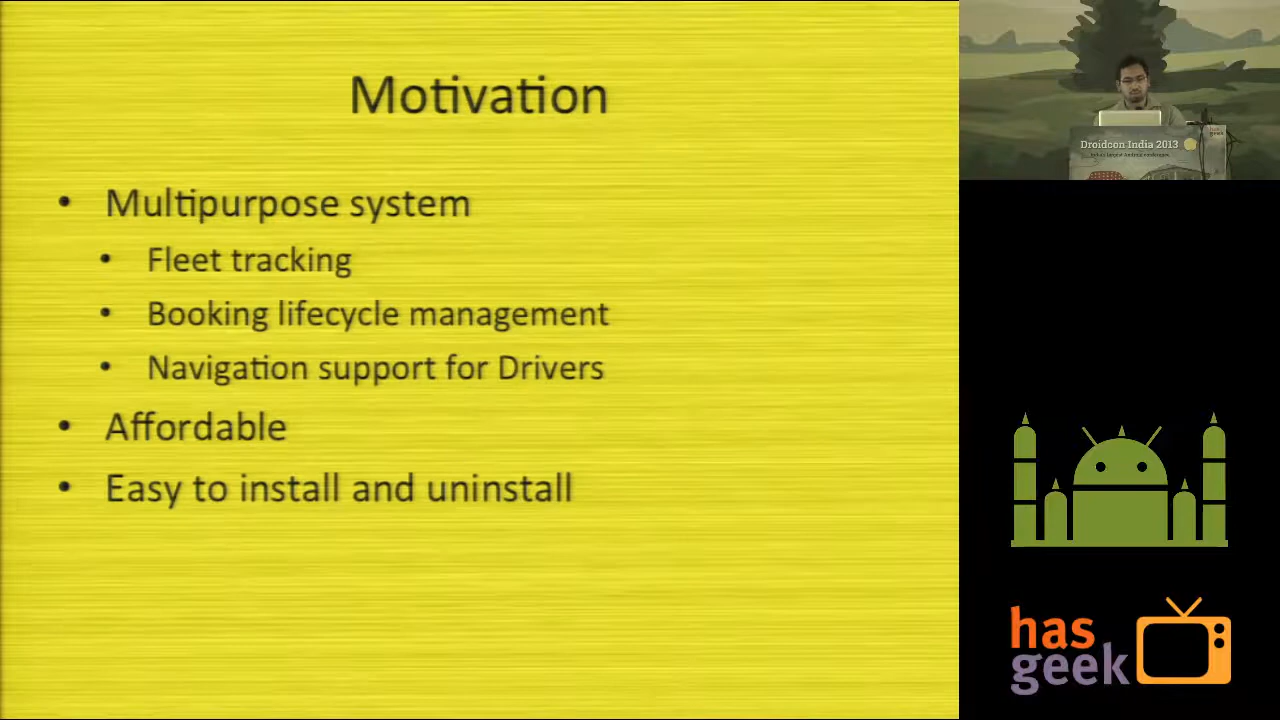 Motivation
• Multipurpose system
• Fleet tracking
• Booking lifecycle management
• Navigation support for Drivers
• Affordable
• Easy to install and uninstall
Droidcon India 2013
has
geek